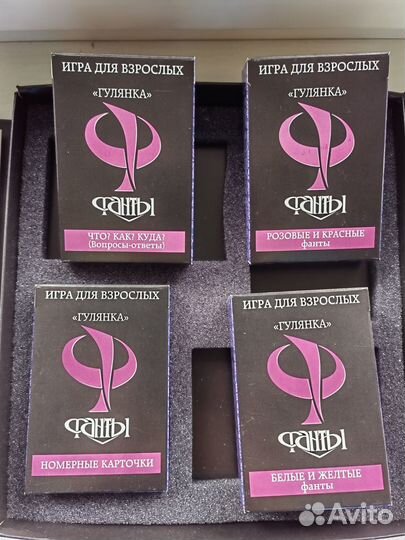 ИГРА ДЛЯ ВЗРОСЛЫХ
«ГУЛЯНКА»
ФАНТЫ
ЧТО? КАК? КУДА?
(Вопросы-ответы)
ИГРА ДЛЯ ВЗРОСЛЫХ
«ГУЛЯНКА»
ФАНТЫ
РОЗОВЫЕ И КРАСНЫЕ
фанты
ИГРА ДЛЯ ВЗРОСЛЫХ
«ГУЛЯНКА»
ФАНТЫ
НОМЕРНЫЕ КАРТОЧКИ
ИГРА ДЛЯ ВЗРОСЛЫХ
«ГУЛЯНКА»
ФАНТЫ
БЕЛЫЕ И ЖЕЛТЫЕ
фанты
Avito